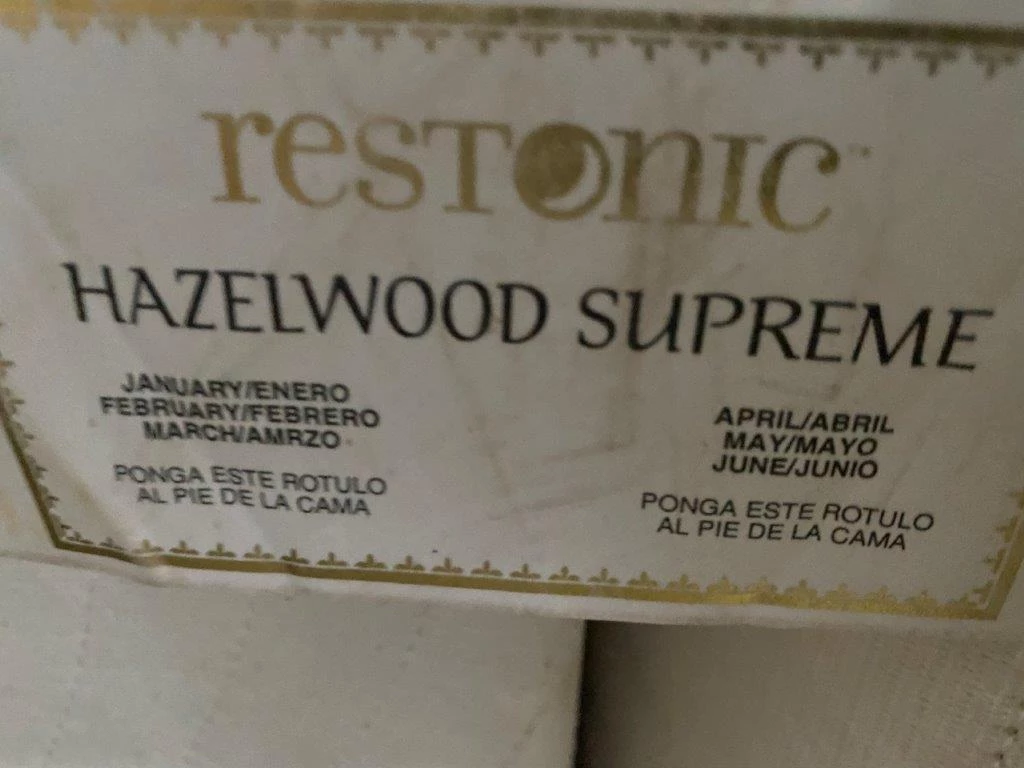 restonic™
HAZELWOOD SUPREME
JANUARY/ENERO
FEBRUARY/FEBRERO
MARCH/AMRZO
PONGA ESTE ROTULO
AL PIE DE LA CAMA
APRIL/ABRIL
MAY/MAYO
JUNE/JUNIO
PONGA ESTE ROTULO
AL PIE DE LA CAMA